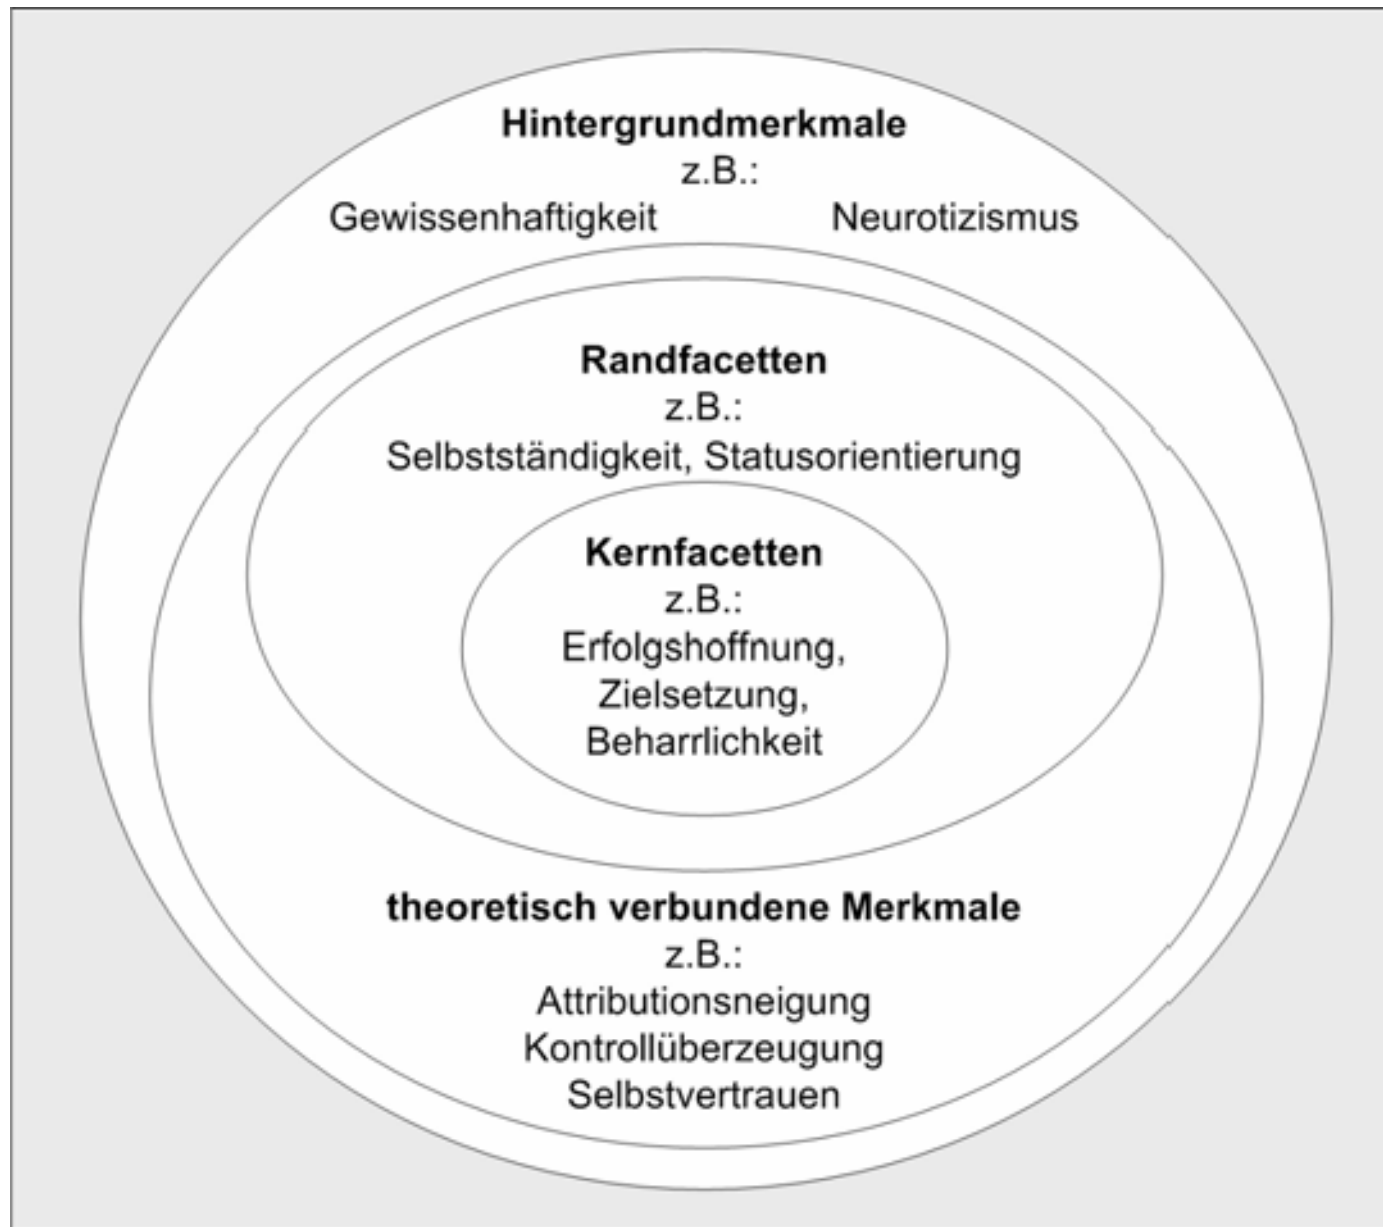 Hintergrundmerkmale
z.B.:
Gewissenhaftigkeit Neurotizismus
Randfacetten
z.B.:
Selbstständigkeit, Statusorientierung
Kernfacetten
z.B.:
Erfolgshoffnung,
Zielsetzung,
Beharrlichkeit
theoretisch verbundene Merkmale
z.B.:
Attributionsneigung
Kontrollüberzeugung
Selbstvertrauen